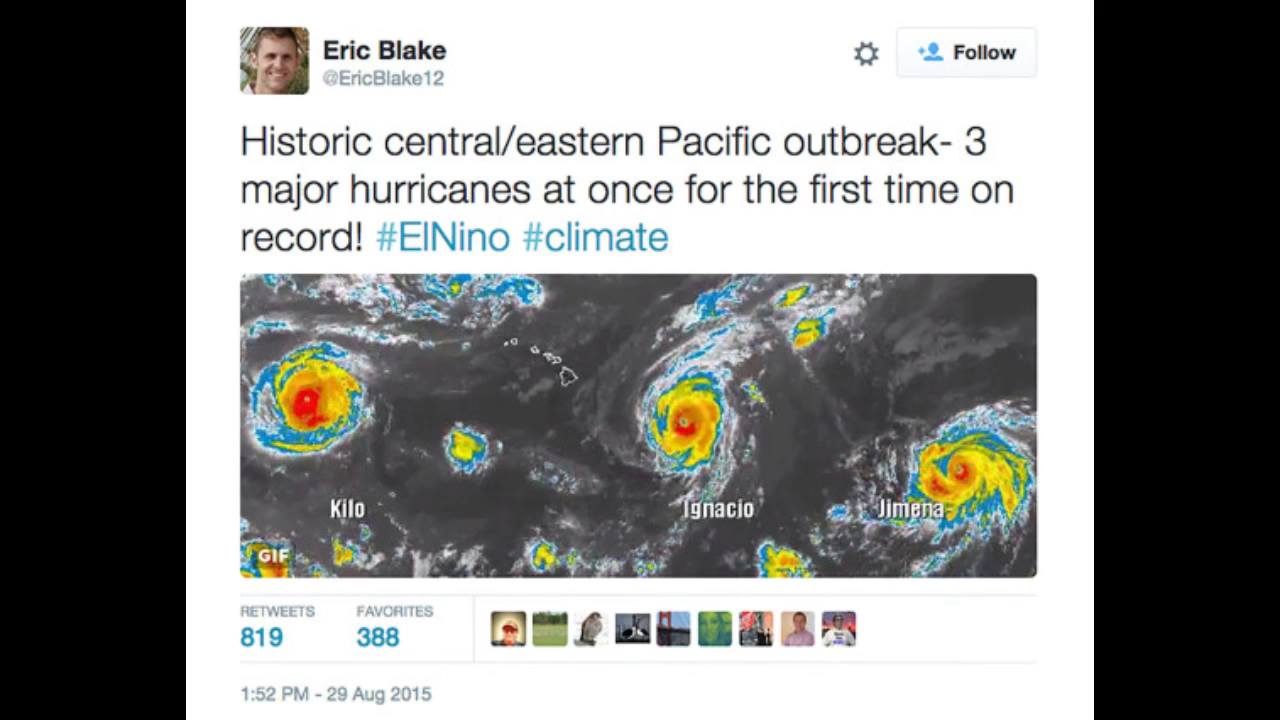 Eric Blake
@EricBlake12
Follow
Historic central/eastern Pacific outbreak- 3
major hurricanes at once for the first time on
record! #ElNino #climate
Kilo
Ignacio
Jimena
GIF
RETWEETS
819
FAVORITES
388
1:52 PM - 29 Aug 2015